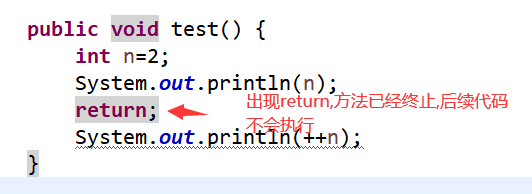 public void test() {
int n=2;
System.out.println(n);
return;
出现return,方法已经终止,后续代码
不会执行
System.out.println(++n);
}